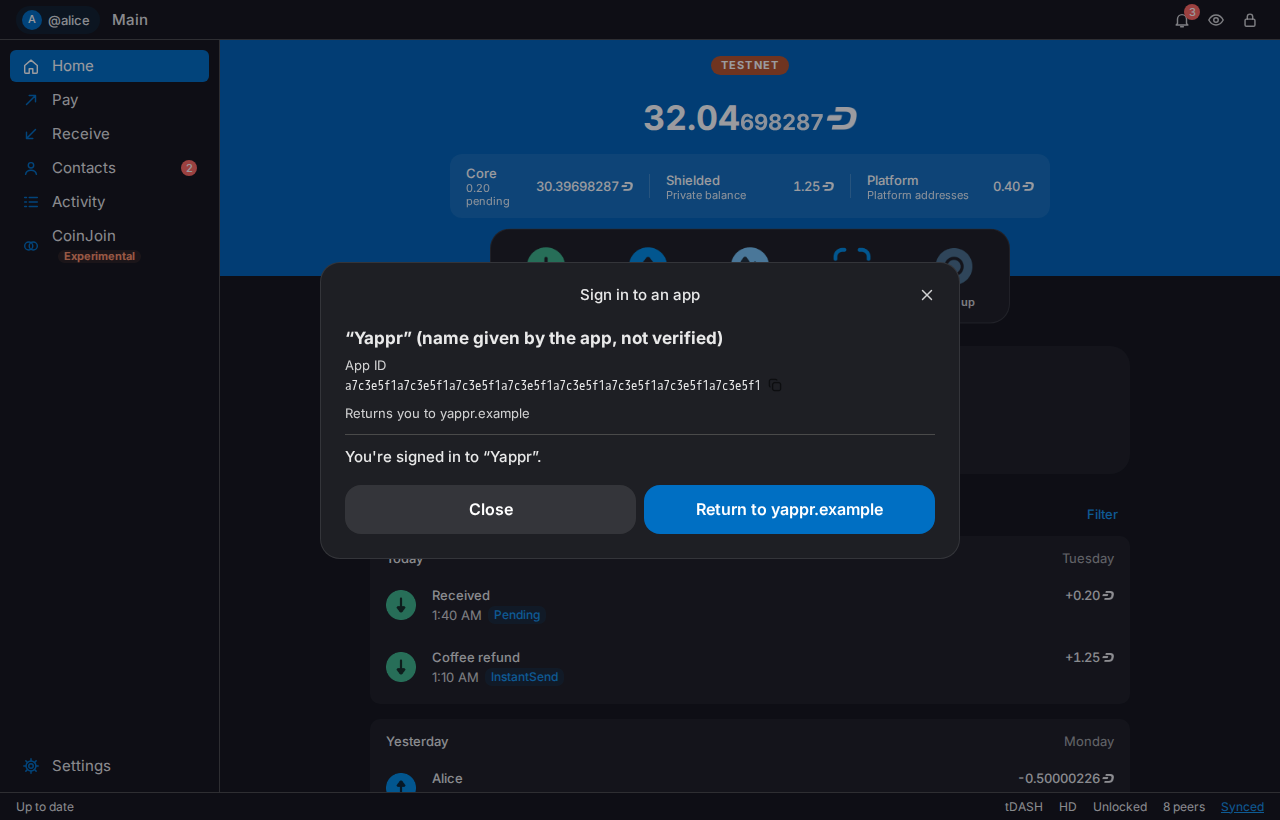 A @alice Main 3
Home
Pay
Receive
Contacts 2
Activity
CoinJoin
Experimental
Settings
TESTNET
32.04698287
Core
0.20
pending
30.39698287
Shielded
Private balance
1.25
Platform
Platform addresses
0.40
up
Sign in to an app
“Yappr” (name given by the app, not verified)
App ID
a7c3e5f1a7c3e5f1a7c3e5f1a7c3e5f1a7c3e5f1a7c3e5f1a7c3e5f1a7c3e5f1
Returns you to yappr.example
You're signed in to “Yappr”.
Close
Return to yappr.example
Filter
Today Tuesday
Received +0.20
1:40 AM Pending
Coffee refund +1.25
1:10 AM InstantSend
Yesterday Monday
Alice -0.50000226
Up to date tDASH HD Unlocked 8 peers Synced